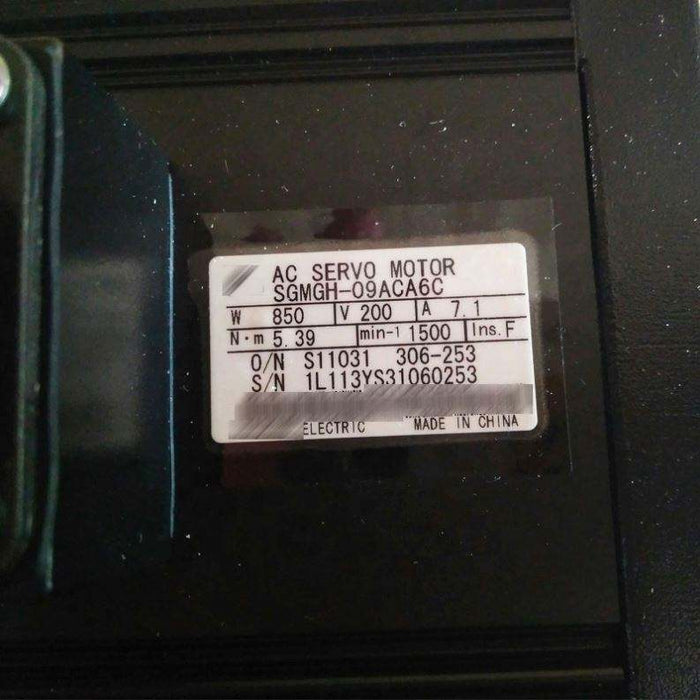 AC SERVO MOTOR
SGMGH-09ACA6C
W 850 V 200 A 7.1
N・m 5.39 min-1 1500 Ins. F
O/N S11031 306-253
S/N 1L113YS31060253
ELECTRIC MADE IN CHINA